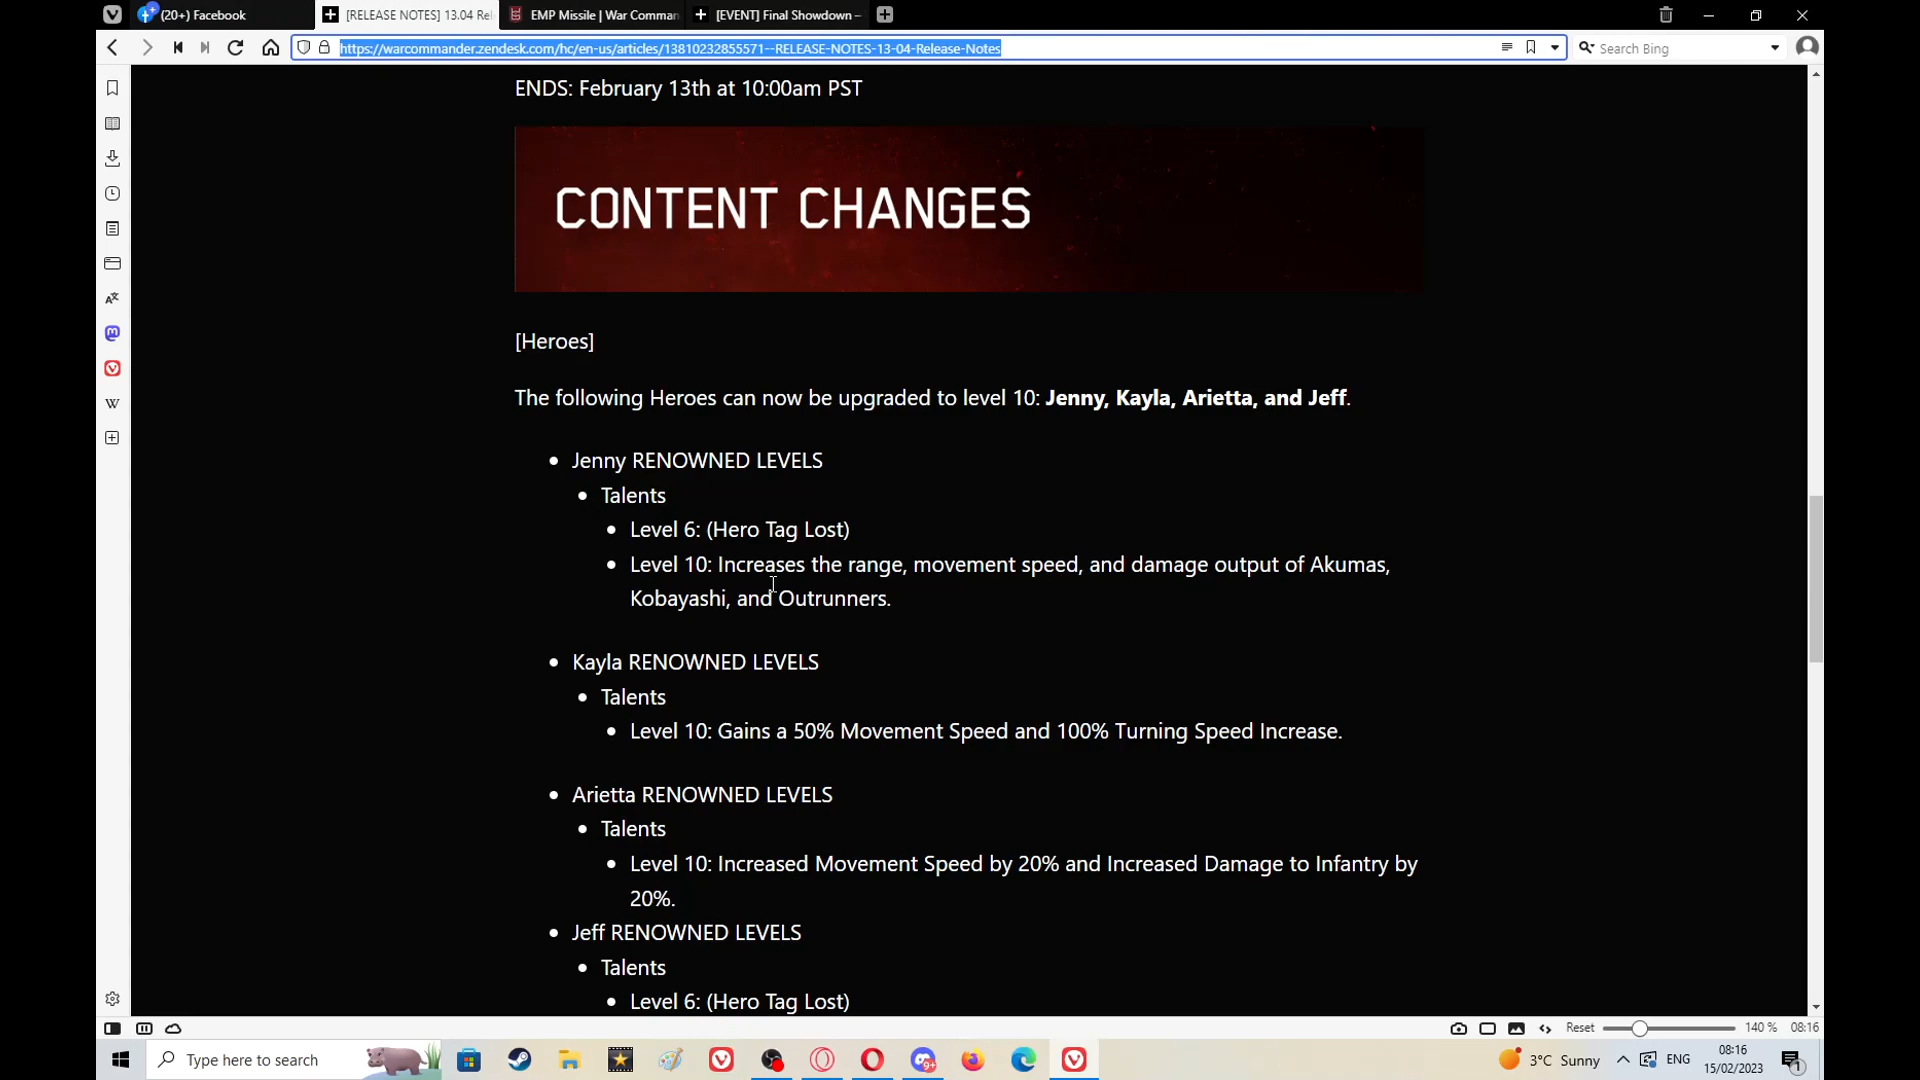 (20+) Facebook
[RELEASE NOTES] 13.04 Rel
EMP Missile | War Comman
[EVENT] Final Showdown –
https://warcommander.zendesk.com/hc/en-us/articles/13810232855571--RELEASE-NOTES-13-04-Release-Notes
Search Bing
ENDS: February 13th at 10:00am PST
CONTENT CHANGES
[Heroes]
The following Heroes can now be upgraded to level 10: Jenny, Kayla, Arietta, and Jeff.
• Jenny RENOWNED LEVELS
• Talents
• Level 6: (Hero Tag Lost)
• Level 10: Increases the range, movement speed, and damage output of Akumas,
Kobayashi, and Outrunners.
• Kayla RENOWNED LEVELS
• Talents
• Level 10: Gains a 50% Movement Speed and 100% Turning Speed Increase.
• Arietta RENOWNED LEVELS
• Talents
• Level 10: Increased Movement Speed by 20% and Increased Damage to Infantry by
20%.
• Jeff RENOWNED LEVELS
• Talents
• Level 6: (Hero Tag Lost)
Reset
140 %
08:16
Type here to search
3°C Sunny
ENG
08:16
15/02/2023